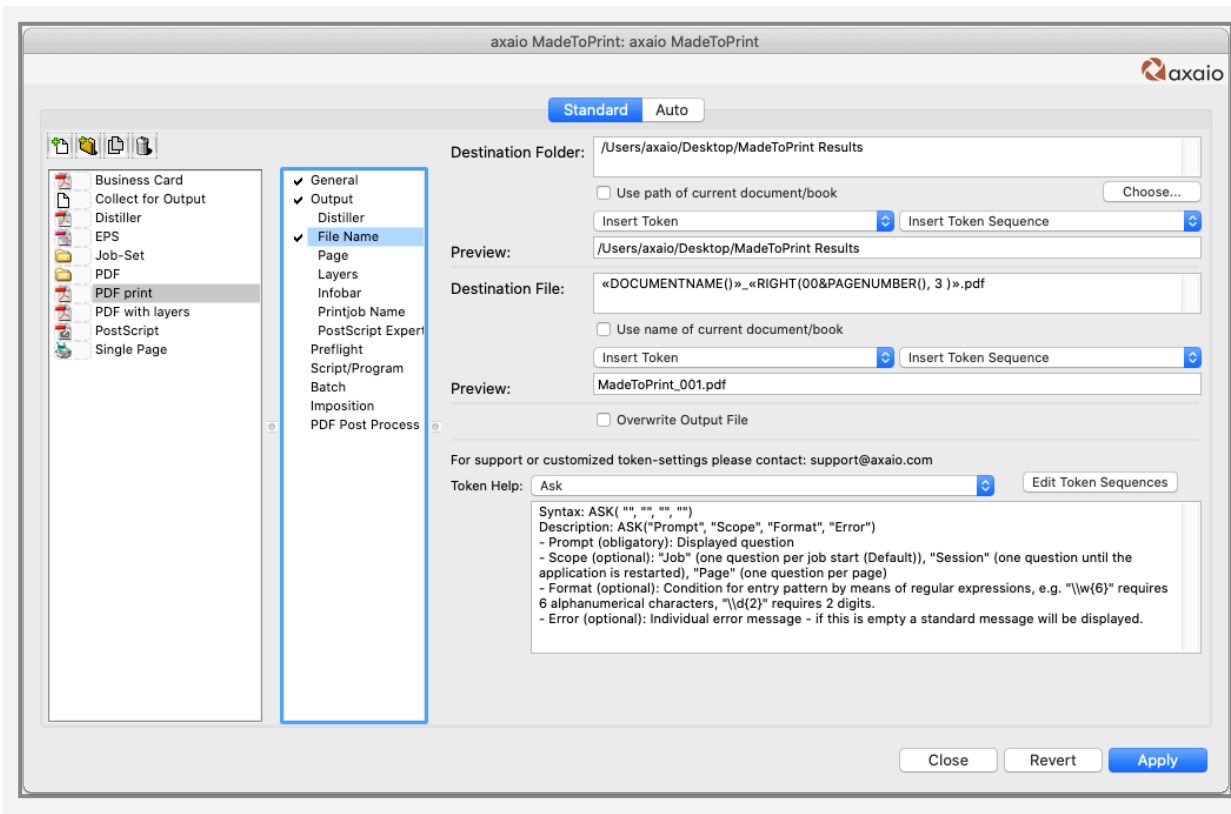 axaio MadeToPrint: axaio MadeToPrint
axaio
Standard
Auto
Business Card
Collect for Output
Distiller
EPS
Job-Set
PDF
PDF print
PDF with layers
PostScript
Single Page
General
Output
Distiller
File Name
Page
Layers
Infobar
Printjob Name
PostScript Expert
Preflight
Script/Program
Batch
Imposition
PDF Post Process
Destination Folder:
/Users/axaio/Desktop/MadeToPrint Results
Use path of current document/book
Choose...
Insert Token
Insert Token Sequence
Preview:
/Users/axaio/Desktop/MadeToPrint Results
Destination File:
«DOCUMENTNAME()»_«RIGHT(00&PAGENUMBER(), 3 )».pdf
Use name of current document/book
Insert Token
Insert Token Sequence
Preview:
MadeToPrint_001.pdf
Overwrite Output File
For support or customized token-settings please contact: support@axaio.com
Token Help:
Ask
Edit Token Sequences
Syntax: ASK( "", "", "", "")
Description: ASK("Prompt", "Scope", "Format", "Error")
- Prompt (obligatory): Displayed question
- Scope (optional): "Job" (one question per job start (Default)), "Session" (one question until the
application is restarted), "Page" (one question per page)
- Format (optional): Condition for entry pattern by means of regular expressions, e.g. "\\w{6}" requires
6 alphanumerical characters, "\\d{2}" requires 2 digits.
- Error (optional): Individual error message - if this is empty a standard message will be displayed.
Close
Revert
Apply